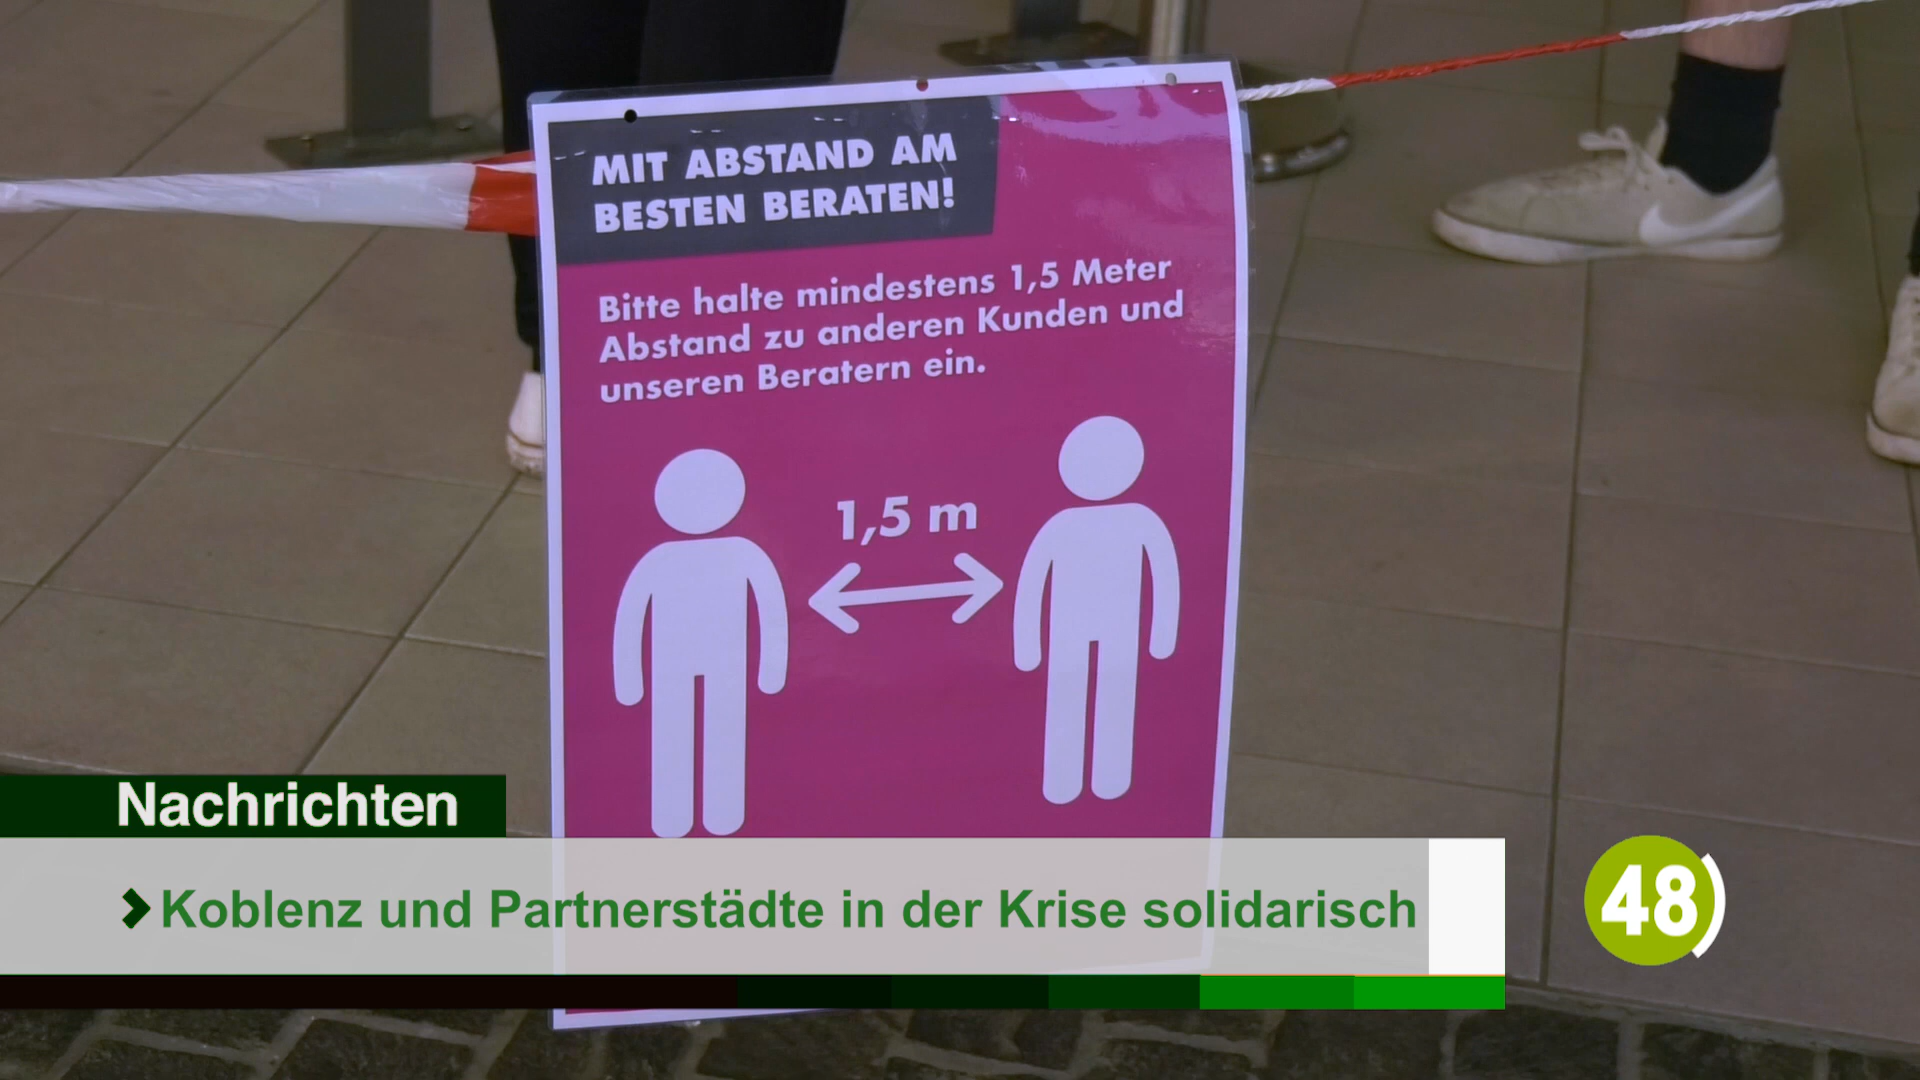 MIT ABSTAND AM
BESTEN BERATEN!
Bitte halte mindestens 1,5 Meter
Abstand zu anderen Kunden und
unseren Beratern ein.
1,5 m
Nachrichten
Koblenz und Partnerstädte in der Krise solidarisch
48